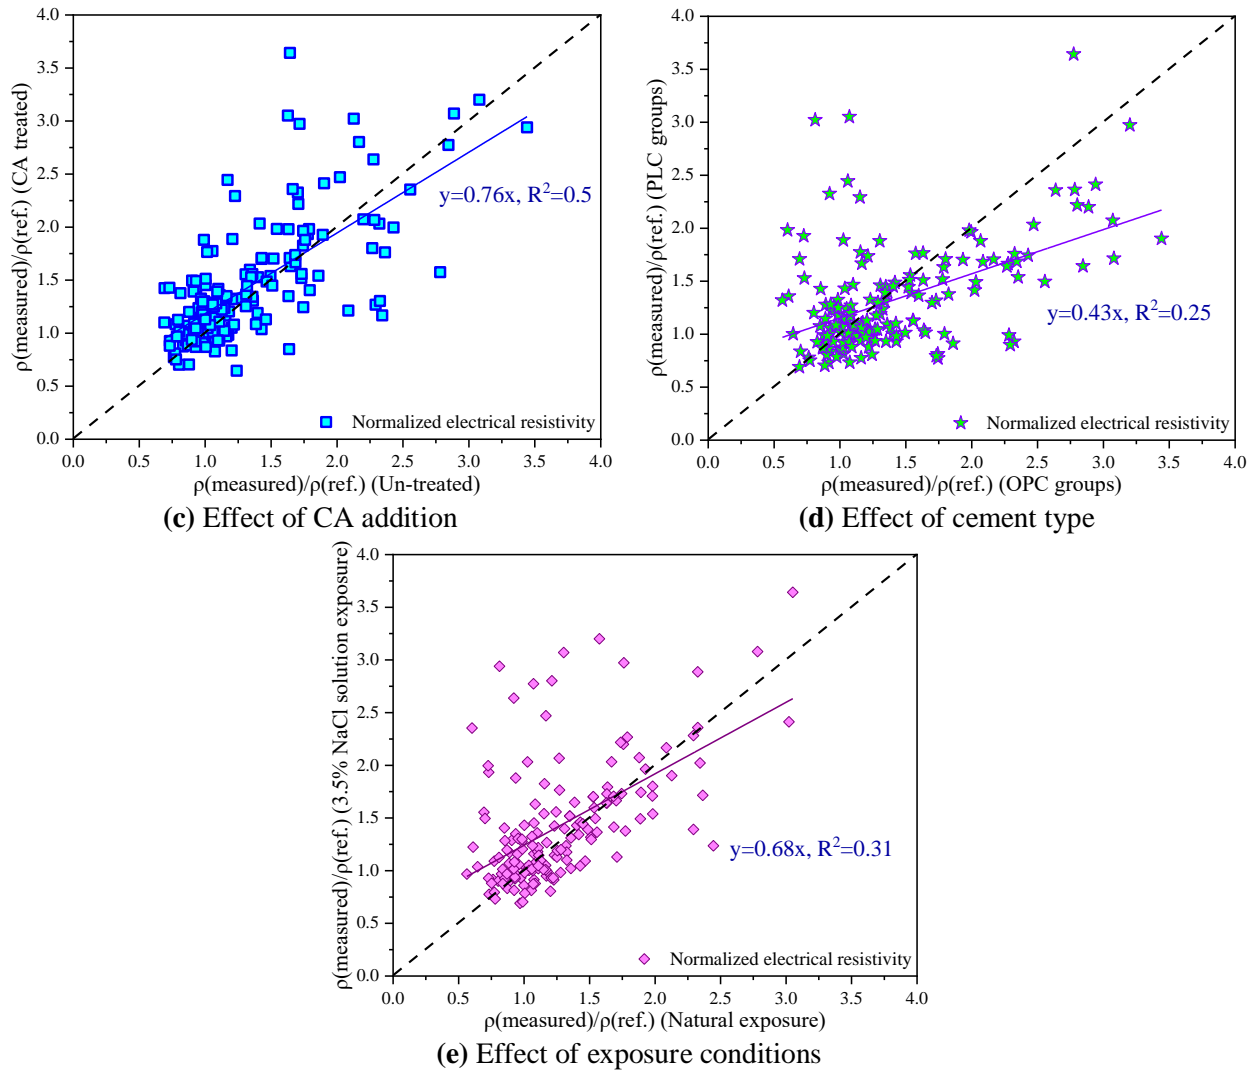 4.0
3.5
3.0
2.5
2.0
1.5
1.0
0.5
0.0
ρ(measured)/ρ(ref.) (CA treated)
y=0.76x, R²=0.5
Normalized electrical resistivity
0.0 0.5 1.0 1.5 2.0 2.5 3.0 3.5 4.0
ρ(measured)/ρ(ref.) (Un-treated)
(c) Effect of CA addition
4.0
3.5
3.0
2.5
2.0
1.5
1.0
0.5
0.0
ρ(measured)/ρ(ref.) (PLC groups)
y=0.43x, R²=0.25
Normalized electrical resistivity
0.0 0.5 1.0 1.5 2.0 2.5 3.0 3.5 4.0
ρ(measured)/ρ(ref.) (OPC groups)
(d) Effect of cement type
4.0
3.5
3.0
2.5
2.0
1.5
1.0
0.5
0.0
ρ(measured)/ρ(ref.) (3.5% NaCl solution exposure)
y=0.68x, R²=0.31
Normalized electrical resistivity
0.0 0.5 1.0 1.5 2.0 2.5 3.0 3.5 4.0
ρ(measured)/ρ(ref.) (Natural exposure)
(e) Effect of exposure conditions